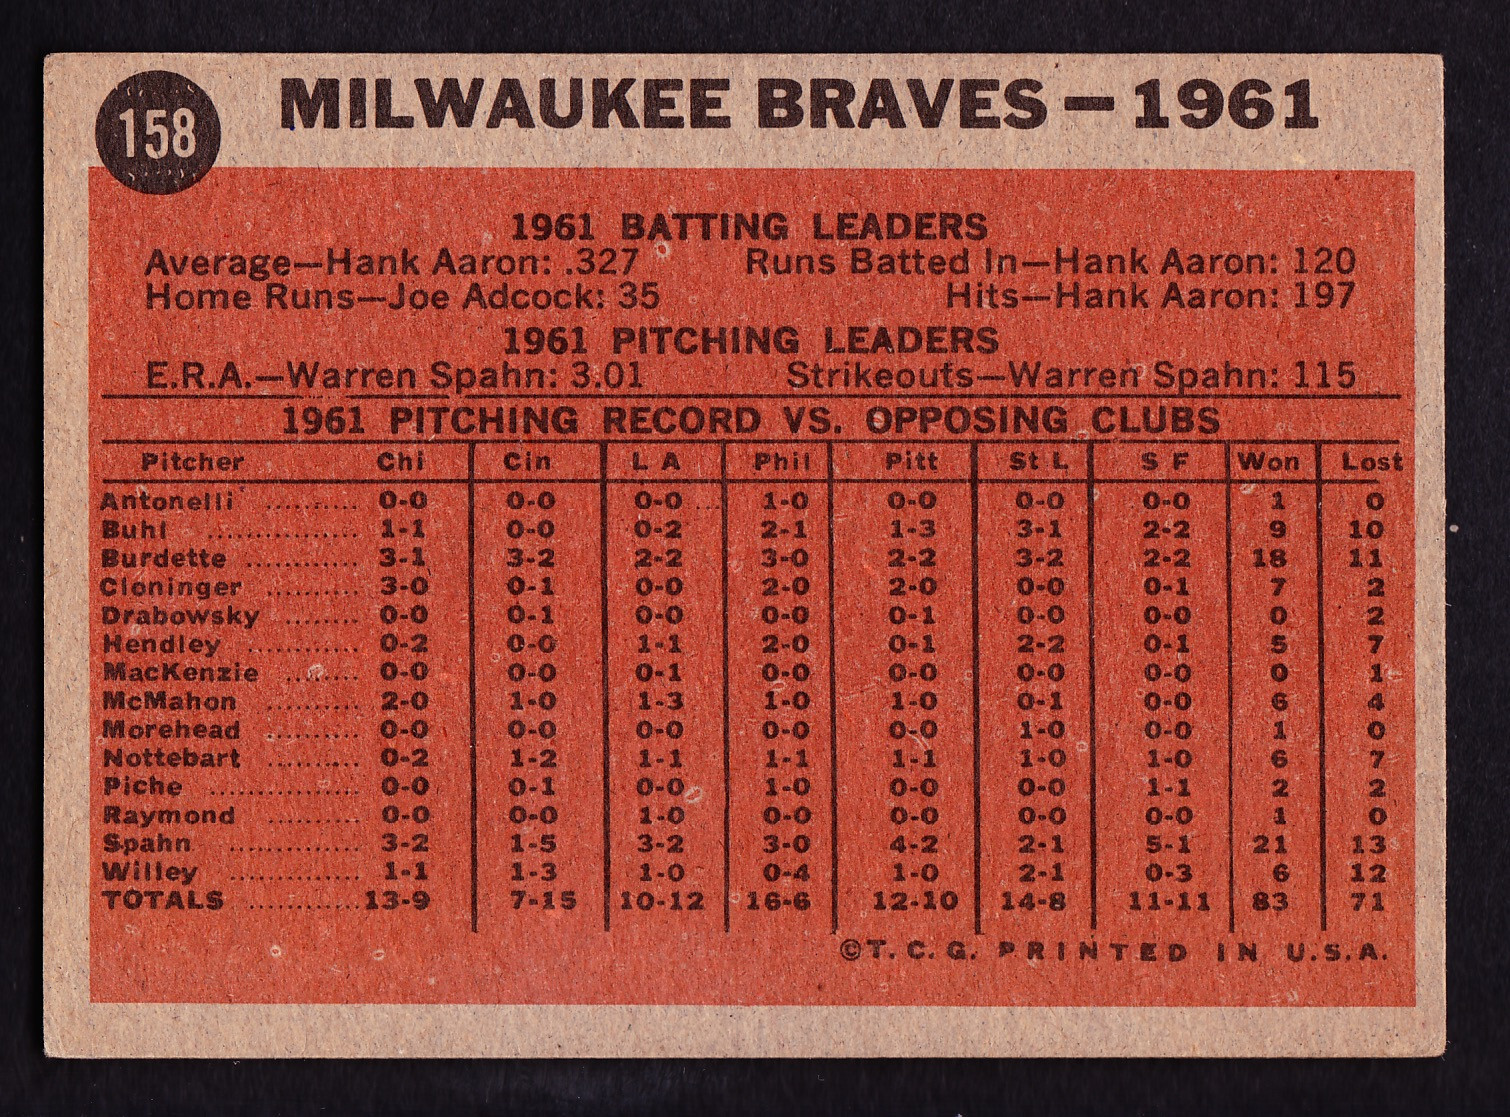 158
MILWAUKEE BRAVES — 1961
1961 BATTING LEADERS
Average—Hank Aaron: .327 Runs Batted In—Hank Aaron: 120
Home Runs—Joe Adcock: 35 Hits—Hank Aaron: 197
1961 PITCHING LEADERS
E.R.A.—Warren Spahn: 3.01 Strikeouts—Warren Spahn: 115
1961 PITCHING RECORD VS. OPPOSING CLUBS
Pitcher Chi Cin L A Phil Pitt St L S F Won Lost
Antonelli .......... 0-0 0-0 0-0 1-0 0-0 0-0 0-0 1 0
Buhl ................ 1-1 0-0 0-2 2-1 1-3 3-1 2-2 9 10
Burdette ............ 3-1 3-2 2-2 3-0 2-2 3-2 2-2 18 11
Cloninger .......... 3-0 0-1 0-0 2-0 2-0 0-0 0-1 7 2
Drabowsky ........ 0-0 0-1 0-0 0-0 0-1 0-0 0-0 0 2
Hendley ............ 0-2 0-0 1-1 2-0 0-1 2-2 0-1 5 7
MacKenzie ........ 0-0 0-0 0-1 0-0 0-0 0-0 0-0 0 1
McMahon .......... 2-0 1-0 1-3 1-0 1-0 0-1 0-0 6 4
Morehead .......... 0-0 0-0 0-0 0-0 0-0 1-0 0-0 1 0
Nottebart .......... 0-2 1-2 1-1 1-1 1-1 1-0 1-0 6 7
Piche ................ 0-0 0-1 0-0 1-0 0-0 0-0 1-1 2 2
Raymond .......... 0-0 0-0 1-0 0-0 0-0 0-0 0-0 1 0
Spahn .............. 3-2 1-5 3-2 3-0 4-2 2-1 5-1 21 13
Willey .............. 1-1 1-3 1-0 0-4 1-0 2-1 0-3 6 12
TOTALS ............ 13-9 7-15 10-12 16-6 12-10 14-8 11-11 83 71
©T. C. G. PRINTED IN U.S.A.